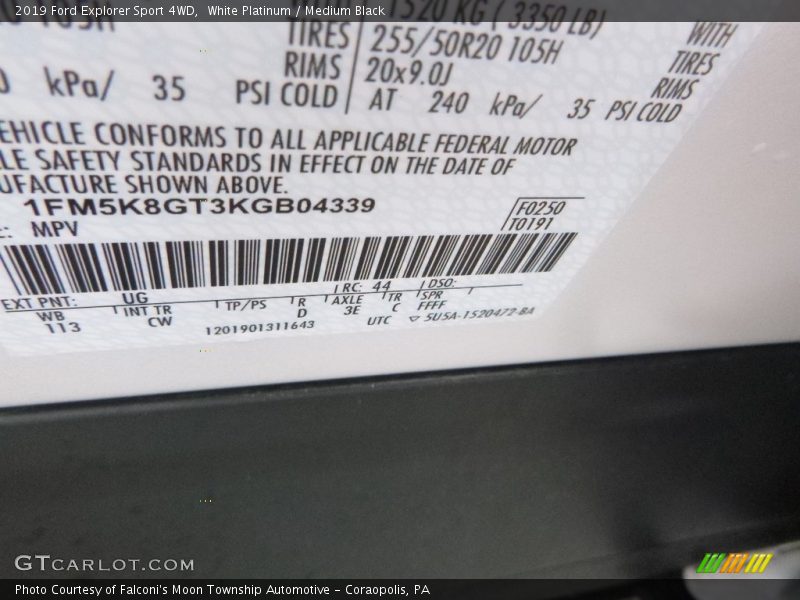 2019 Ford Explorer Sport 4WD,  White Platinum / Medium Black
1520 KG ( 3350 LB) WITH
TIRES 255/50R20 105H TIRES
RIMS 20x9.0J RIMS
0 kPa/ 35 PSI COLD AT 240 kPa/ 35 PSI COLD
EHICLE CONFORMS TO ALL APPLICABLE FEDERAL MOTOR
LE SAFETY STANDARDS IN EFFECT ON THE DATE OF
UFACTURE SHOWN ABOVE.
1FM5K8GT3KGB04339 F0250
: MPV T0191
EXT PNT: UG RC: 44 DSO:
WB INT TR TP/PS R AXLE TR SPR
113 CW D 3E C FFFF
1201901311643 UTC ▽ 5U5A-1520472-BA
GTCARLOT.COM
Photo Courtesy of Falconi's Moon Township Automotive - Coraopolis, PA